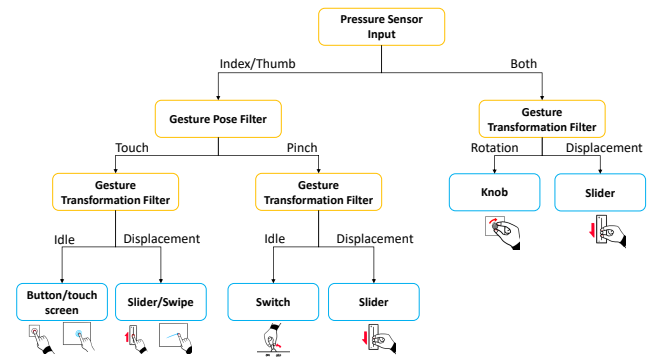 Pressure Sensor
Input
Index/Thumb
Both
Gesture Pose Filter
Gesture
Transformation Filter
Touch
Pinch
Rotation
Displacement
Gesture
Transformation Filter
Gesture
Transformation Filter
Knob
Slider
Idle
Displacement
Idle
Displacement
Button/touch
screen
Slider/Swipe
Switch
Slider